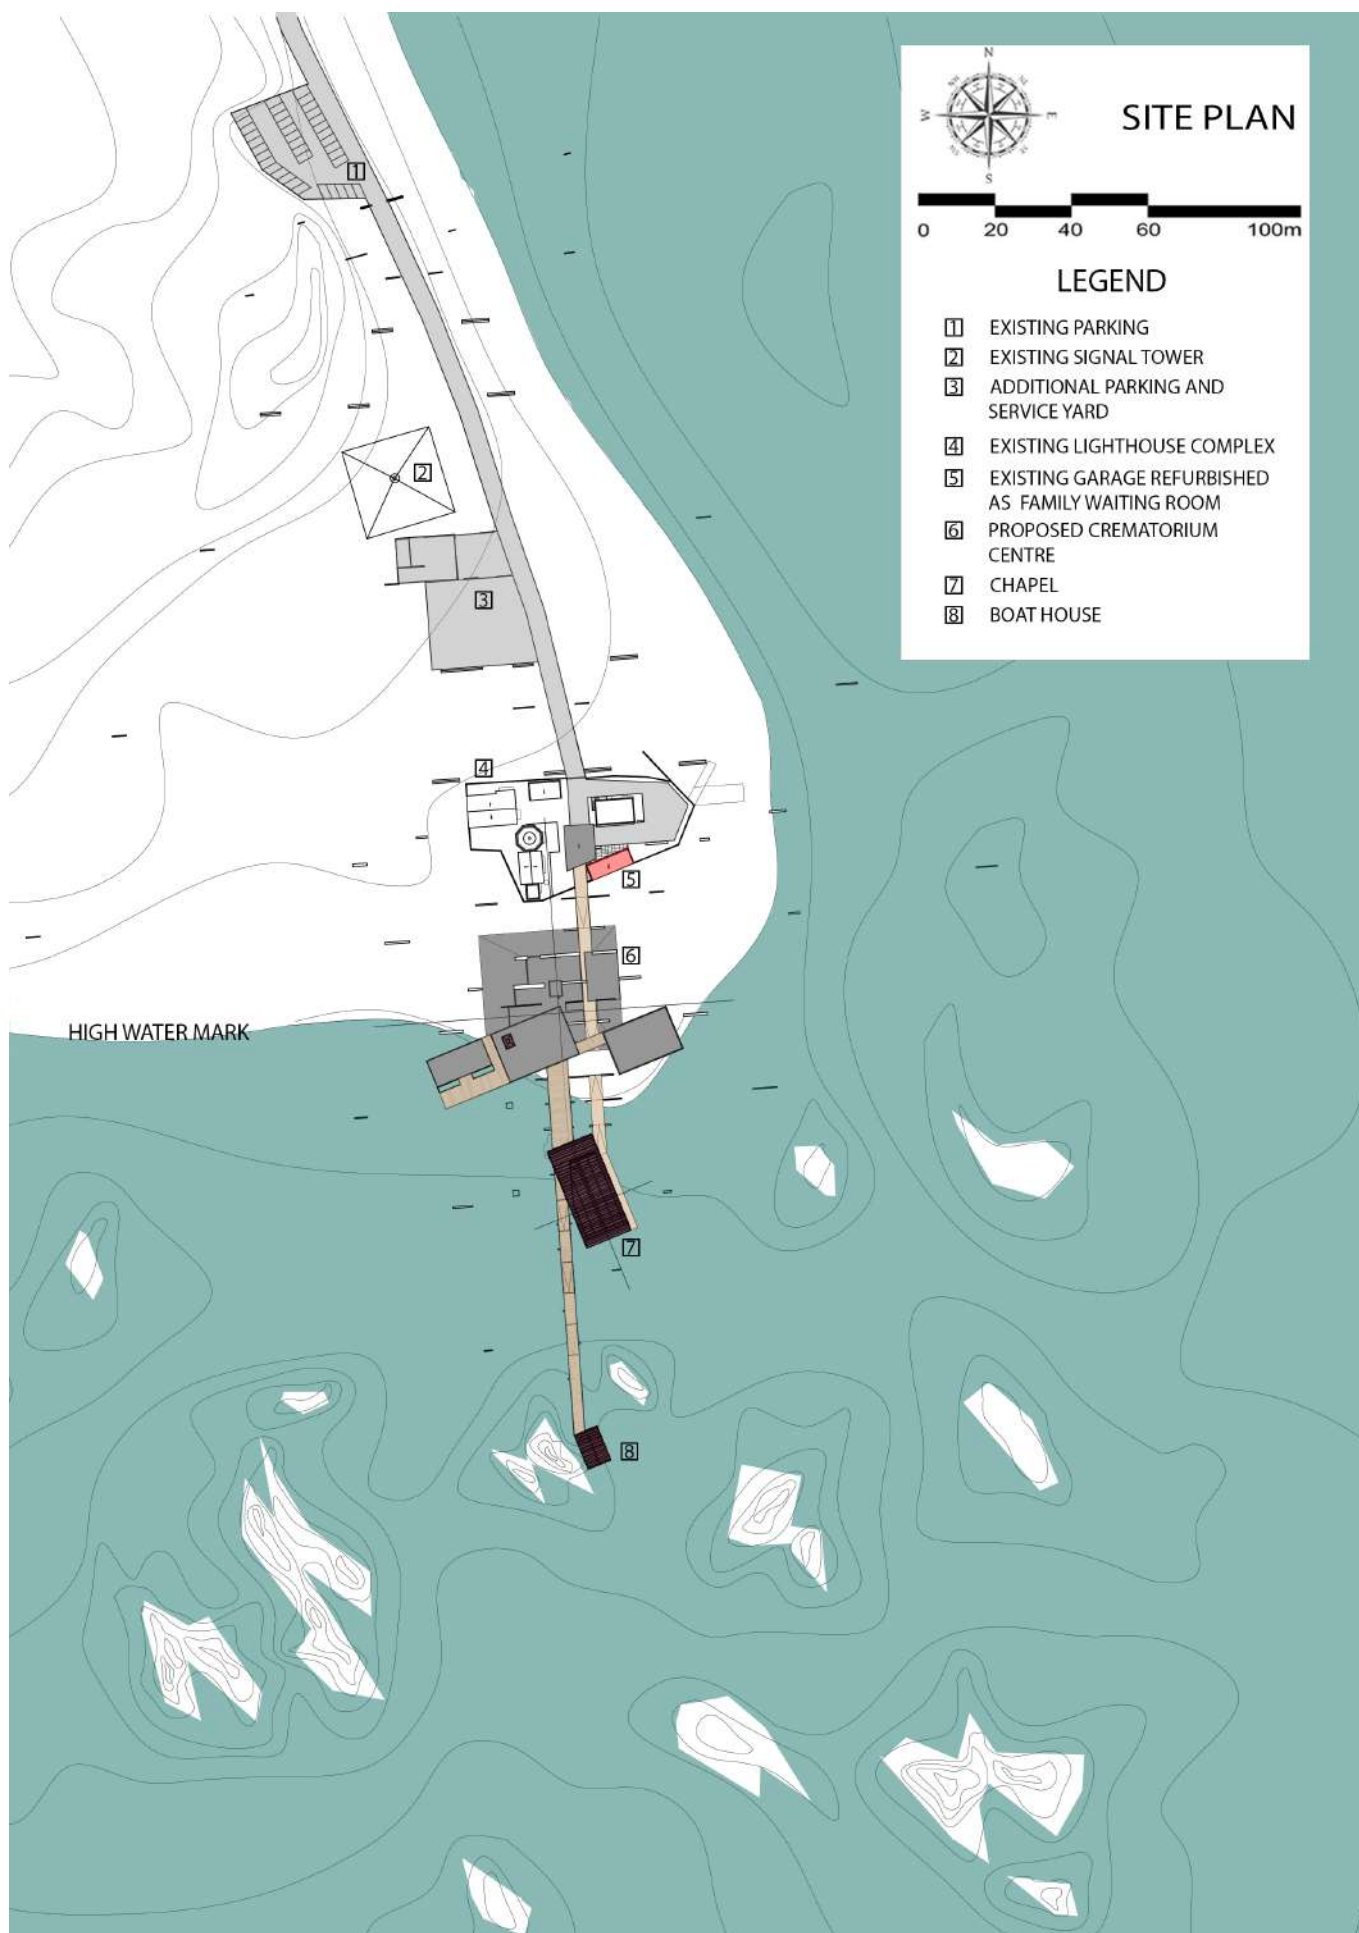 N
W
E
S
SITE PLAN
0 20 40 60 100m
LEGEND
1 EXISTING PARKING
2 EXISTING SIGNAL TOWER
3 ADDITIONAL PARKING AND
SERVICE YARD
4 EXISTING LIGHTHOUSE COMPLEX
5 EXISTING GARAGE REFURBISHED
AS FAMILY WAITING ROOM
6 PROPOSED CREMATORIUM
CENTRE
7 CHAPEL
8 BOAT HOUSE
1
2
3
4
5
6
HIGH WATER MARK
7
8